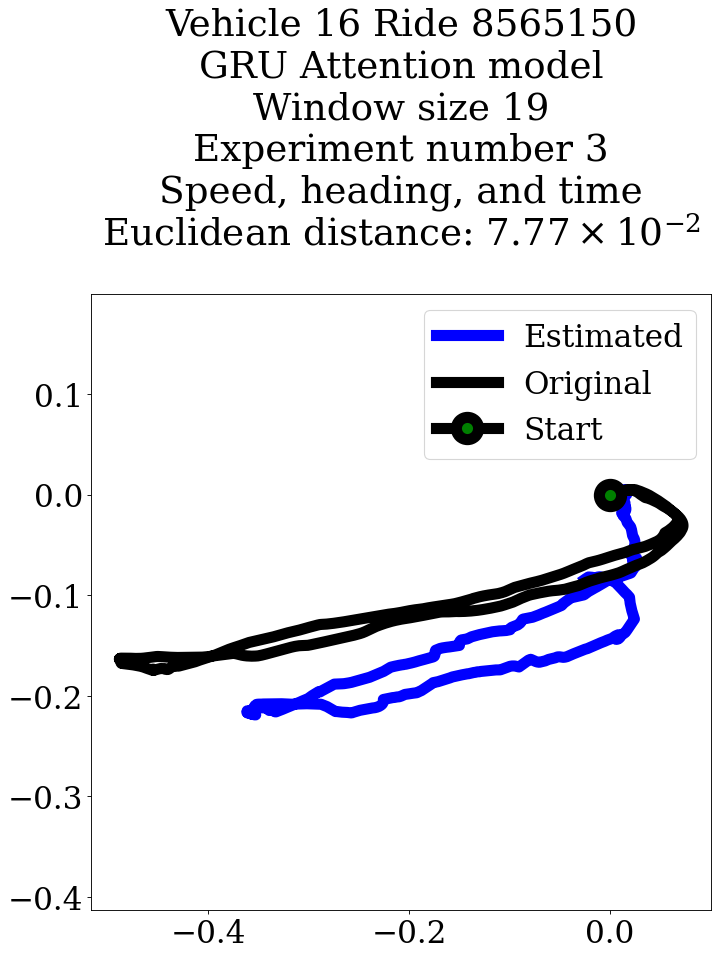 Vehicle 16 Ride 8565150
GRU Attention model
Window size 19
Experiment number 3
Speed, heading, and time
Euclidean distance: 7.77 × 10⁻²
Estimated
Original
Start
0.1
0.0
−0.1
−0.2
−0.3
−0.4
−0.4 −0.2 0.0